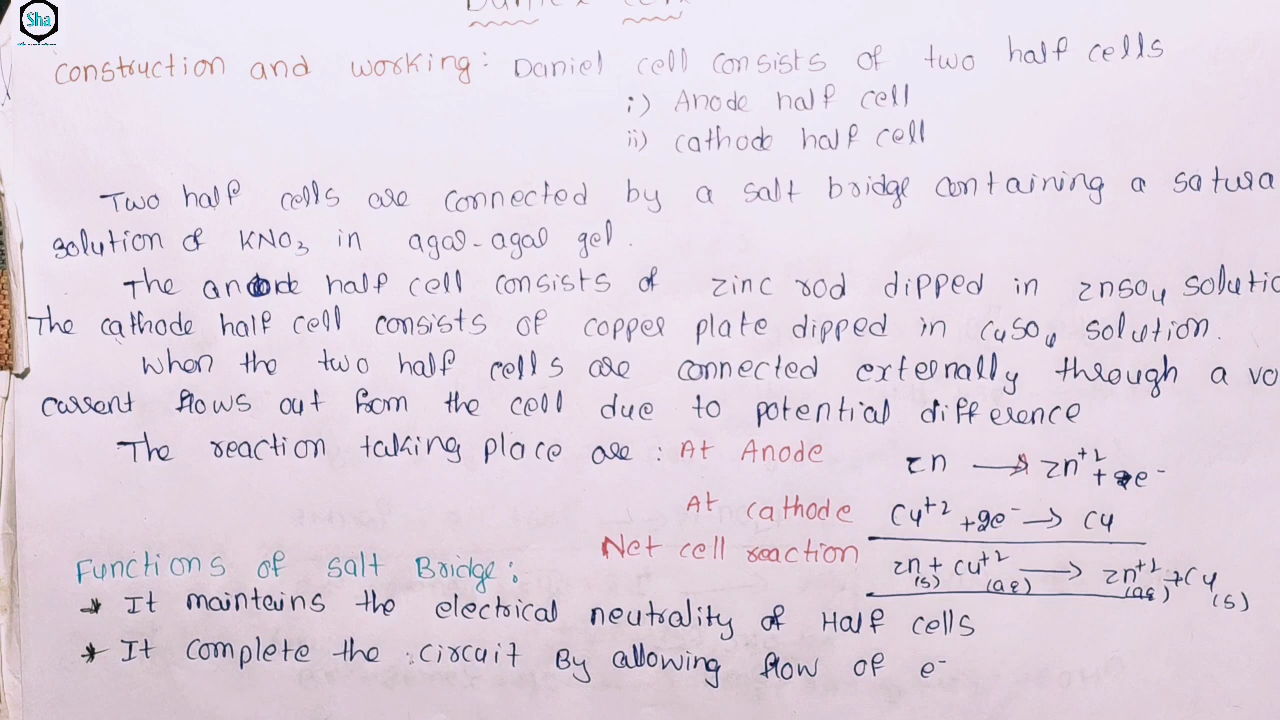 Sha
construction and working: Daniel cell consists of two half cells
i) Anode half cell
ii) cathode half cell
Two half cells are connected by a salt bridge containing a satura
solution of KNO3 in agar-agar gel.
The anode half cell consists of zinc rod dipped in znso4 solutio
The cathode half cell consists of copper plate dipped in cuso4 solution.
When the two half cells are connected externally through a vo
current flows out from the cell due to potential difference
The reaction taking place are: At Anode zn → zn+2 + 2e-
At cathode Cu+2 + 2e- → Cu
Net cell reaction zn(s) + Cu+2(aq) → zn+2(aq) + Cu(s)
Functions of salt Bridge:
* It maintains the electrical neutrality of Half cells
* It complete the circuit By allowing flow of e-